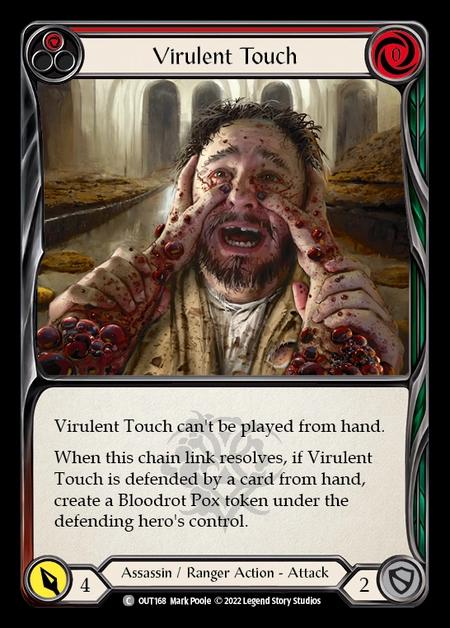 Virulent Touch
0
Virulent Touch can't be played from hand.
When this chain link resolves, if Virulent
Touch is defended by a card from hand,
create a Bloodrot Pox token under the
defending hero's control.
4
Assassin / Ranger Action - Attack
2
C OUT168 Mark Poole © 2022 Legend Story Studios